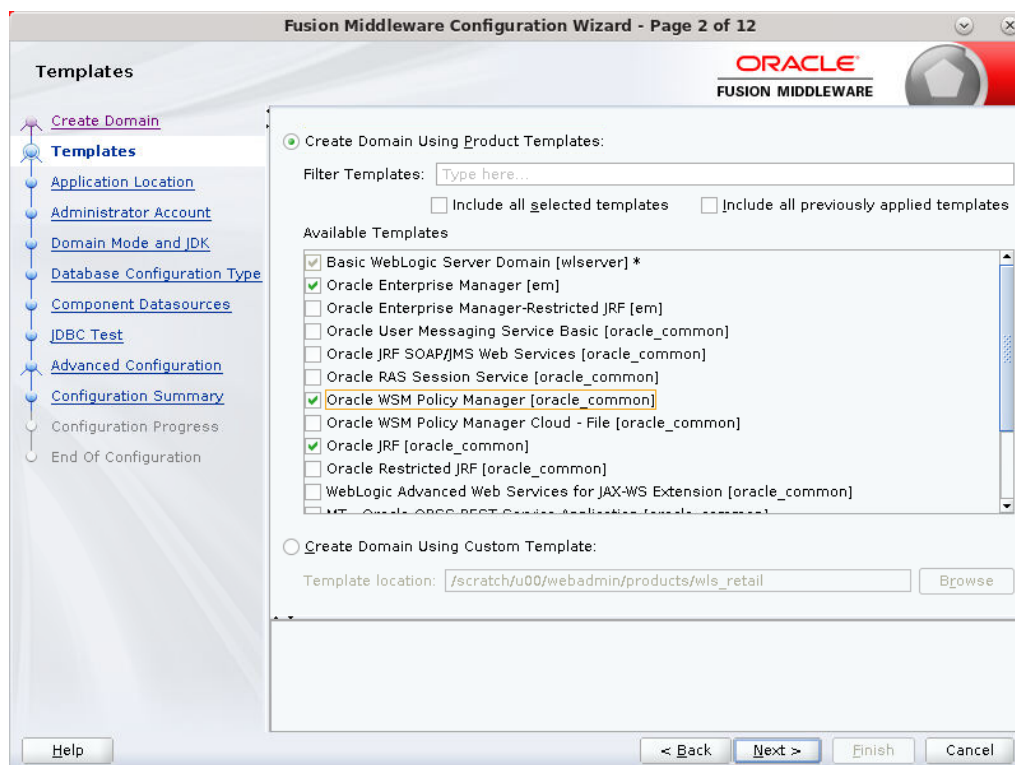 Fusion Middleware Configuration Wizard - Page 2 of 12
Templates
ORACLE
FUSION MIDDLEWARE
Create Domain
Templates
Application Location
Administrator Account
Domain Mode and JDK
Database Configuration Type
Component Datasources
JDBC Test
Advanced Configuration
Configuration Summary
Configuration Progress
End Of Configuration
Create Domain Using Product Templates:
Filter Templates: Type here...
Include all selected templates Include all previously applied templates
Available Templates
Basic WebLogic Server Domain [wlserver] *
Oracle Enterprise Manager [em]
Oracle Enterprise Manager-Restricted JRF [em]
Oracle User Messaging Service Basic [oracle_common]
Oracle JRF SOAP/JMS Web Services [oracle_common]
Oracle RAS Session Service [oracle_common]
Oracle WSM Policy Manager [oracle_common]
Oracle WSM Policy Manager Cloud - File [oracle_common]
Oracle JRF [oracle_common]
Oracle Restricted JRF [oracle_common]
WebLogic Advanced Web Services for JAX-WS Extension [oracle_common]
MT - Oracle OPSS REST Service Application [oracle_common]
Create Domain Using Custom Template:
Template location: /scratch/u00/webadmin/products/wls_retail Browse
Help < Back Next > Finish Cancel